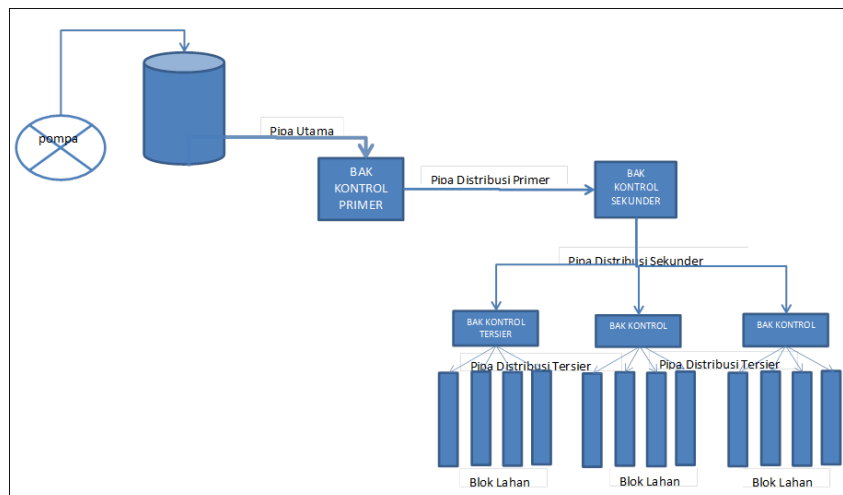 pompa
Pipa Utama
BAK
KONTROL
PRIMER
Pipa Distribusi Primer
BAK
KONTROL
SEKUNDER
Pipa Distribusi Sekunder
BAK KONTROL
TERSIER
BAK KONTROL
BAK KONTROL
Pipa Distribusi Tersier
Pipa Distribusi Tersier
Blok Lahan
Blok Lahan
Blok Lahan